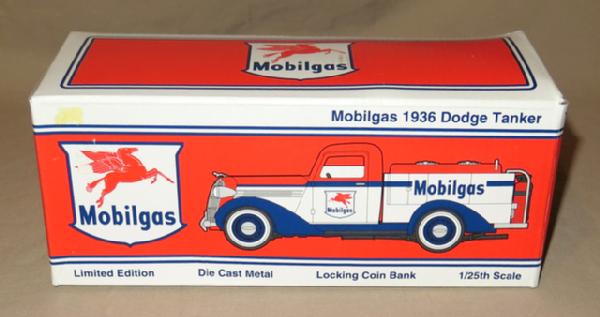 Mobilgas
Mobilgas 1936 Dodge Tanker
Mobilgas
Mobilgas
Mobilgas
Limited Edition Die Cast Metal Locking Coin Bank 1/25th Scale